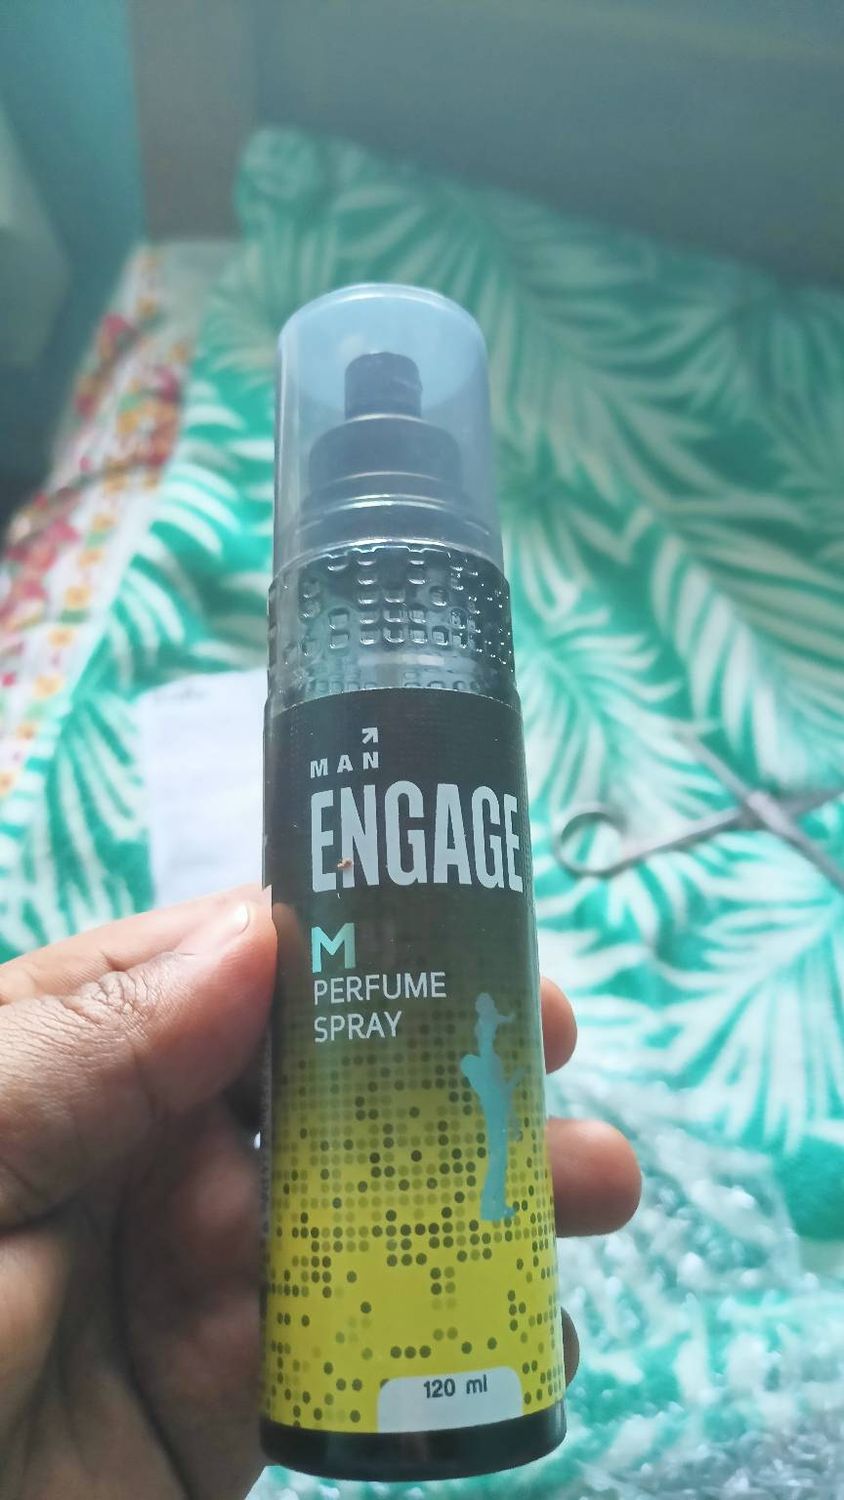 MAN
ENGAGE
M
PERFUME
SPRAY
120 ml